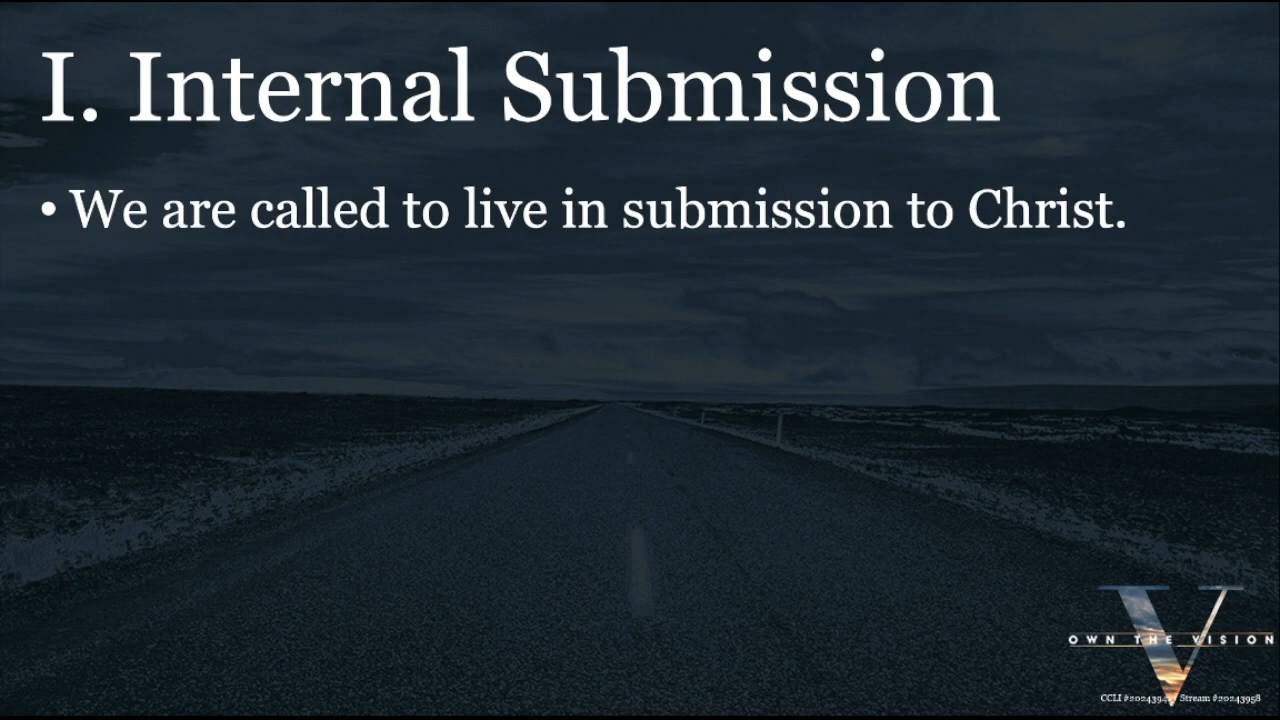 I. Internal Submission
• We are called to live in submission to Christ.
OWN THE VISION
CCLI Stream #20243958